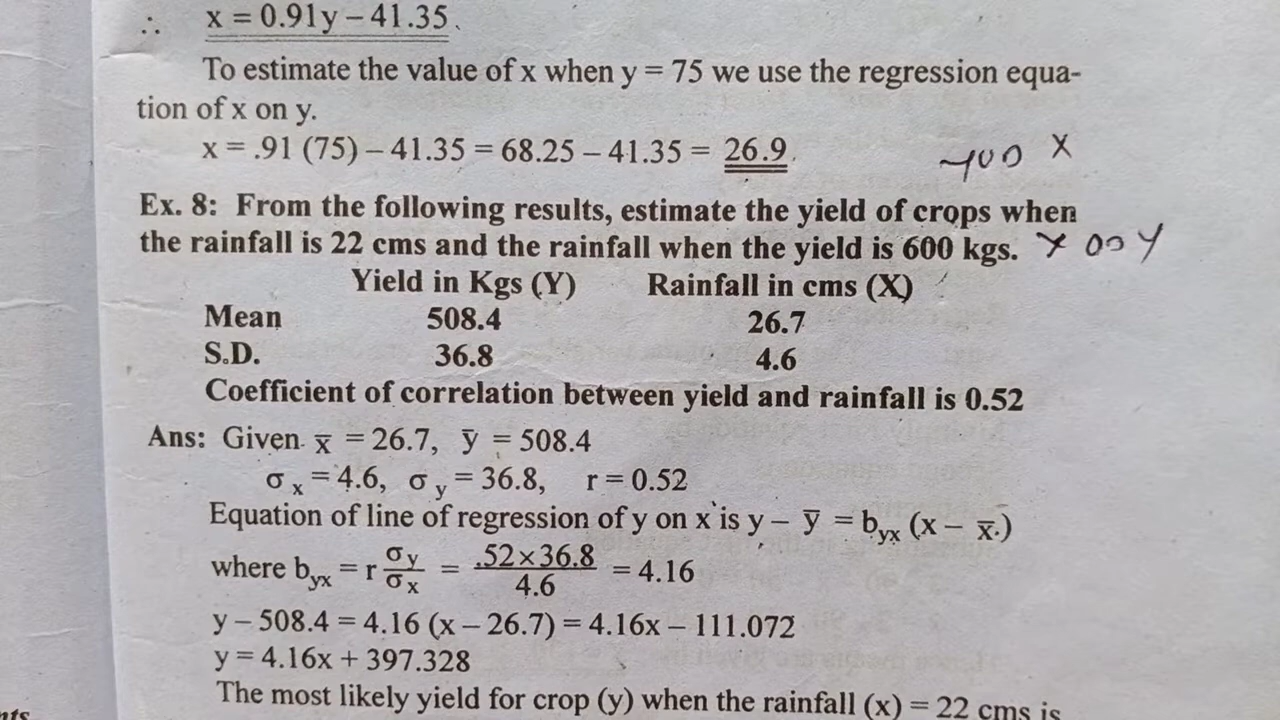 ∴ x = 0.91y – 41.35
To estimate the value of x when y = 75 we use the regression equa-
tion of x on y.
x = .91 (75) – 41.35 = 68.25 – 41.35 = 26.9
x
Ex. 8: From the following results, estimate the yield of crops when
the rainfall is 22 cms and the rainfall when the yield is 600 kgs.
Yield in Kgs (Y) Rainfall in cms (X)
Mean 508.4 26.7
S.D. 36.8 4.6
Coefficient of correlation between yield and rainfall is 0.52
Ans: Given x̄ = 26.7, ȳ = 508.4
σx = 4.6, σy = 36.8, r = 0.52
Equation of line of regression of y on x is y – ȳ = byx (x – x̄.)
where byx = r σy/σx = .52×36.8/4.6 = 4.16
y – 508.4 = 4.16 (x – 26.7) = 4.16x – 111.072
y = 4.16x + 397.328
The most likely yield for crop (y) when the rainfall (x) = 22 cms is
nts